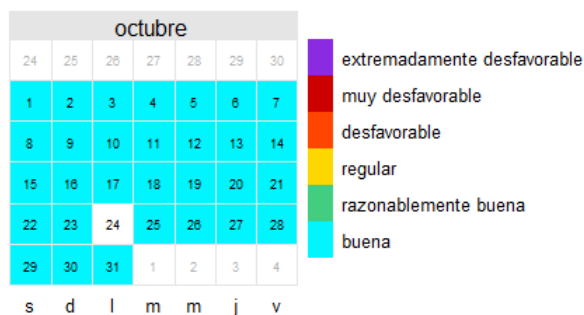 octubre
24 25 26 27 28 29 30
1 2 3 4 5 6 7
8 9 10 11 12 13 14
15 16 17 18 19 20 21
22 23 24 25 26 27 28
29 30 31 1 2 3 4
s d l m m j v
extremadamente desfavorable
muy desfavorable
desfavorable
regular
razonablemente buena
buena